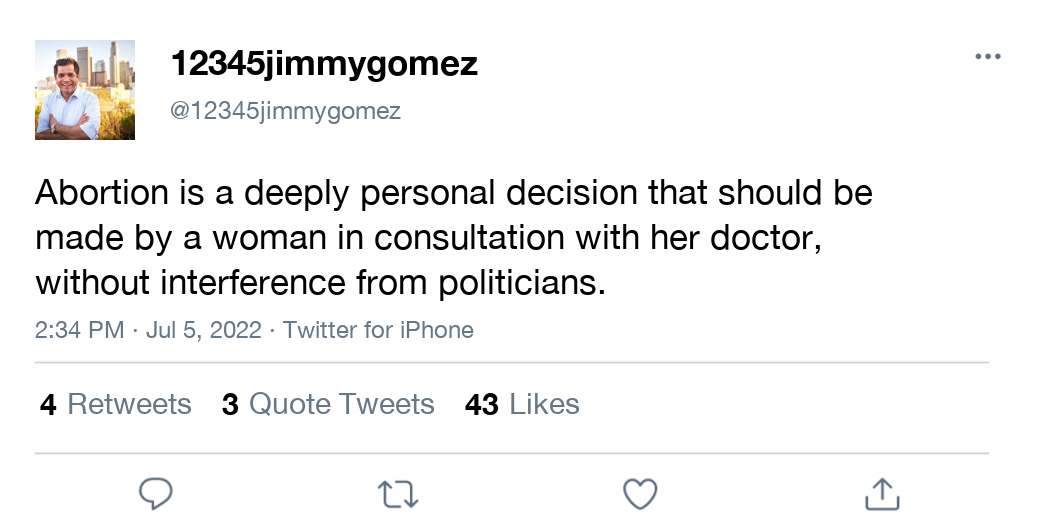 12345jimmygomez
@12345jimmygomez
Abortion is a deeply personal decision that should be
made by a woman in consultation with her doctor,
without interference from politicians.
2:34 PM · Jul 5, 2022 · Twitter for iPhone
4 Retweets 3 Quote Tweets 43 Likes